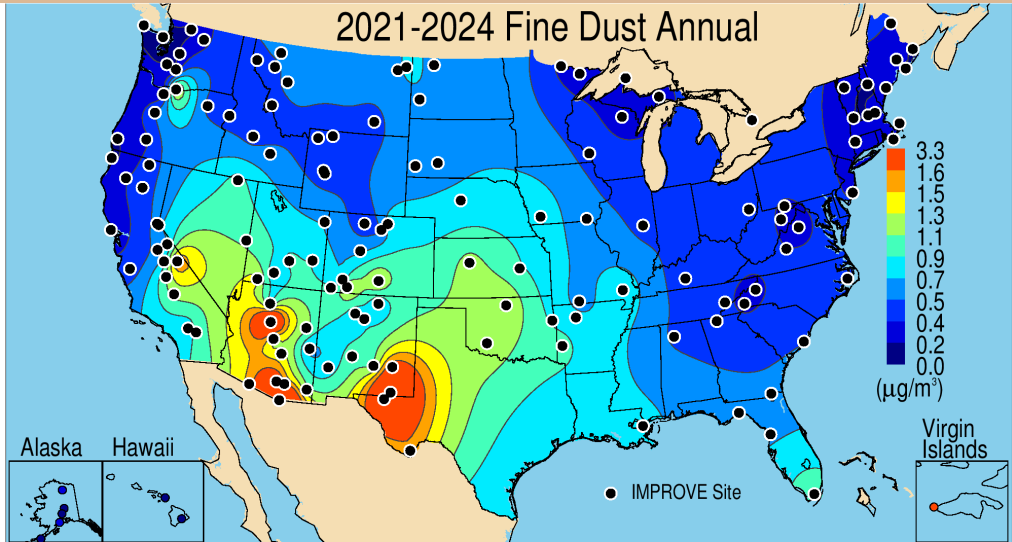 2021-2024 Fine Dust Annual
3.3
1.6
1.5
1.3
1.1
0.9
0.7
0.5
0.4
0.2
0.0
(μg/m³)
Alaska
Hawaii
Virgin
Islands
IMPROVE Site